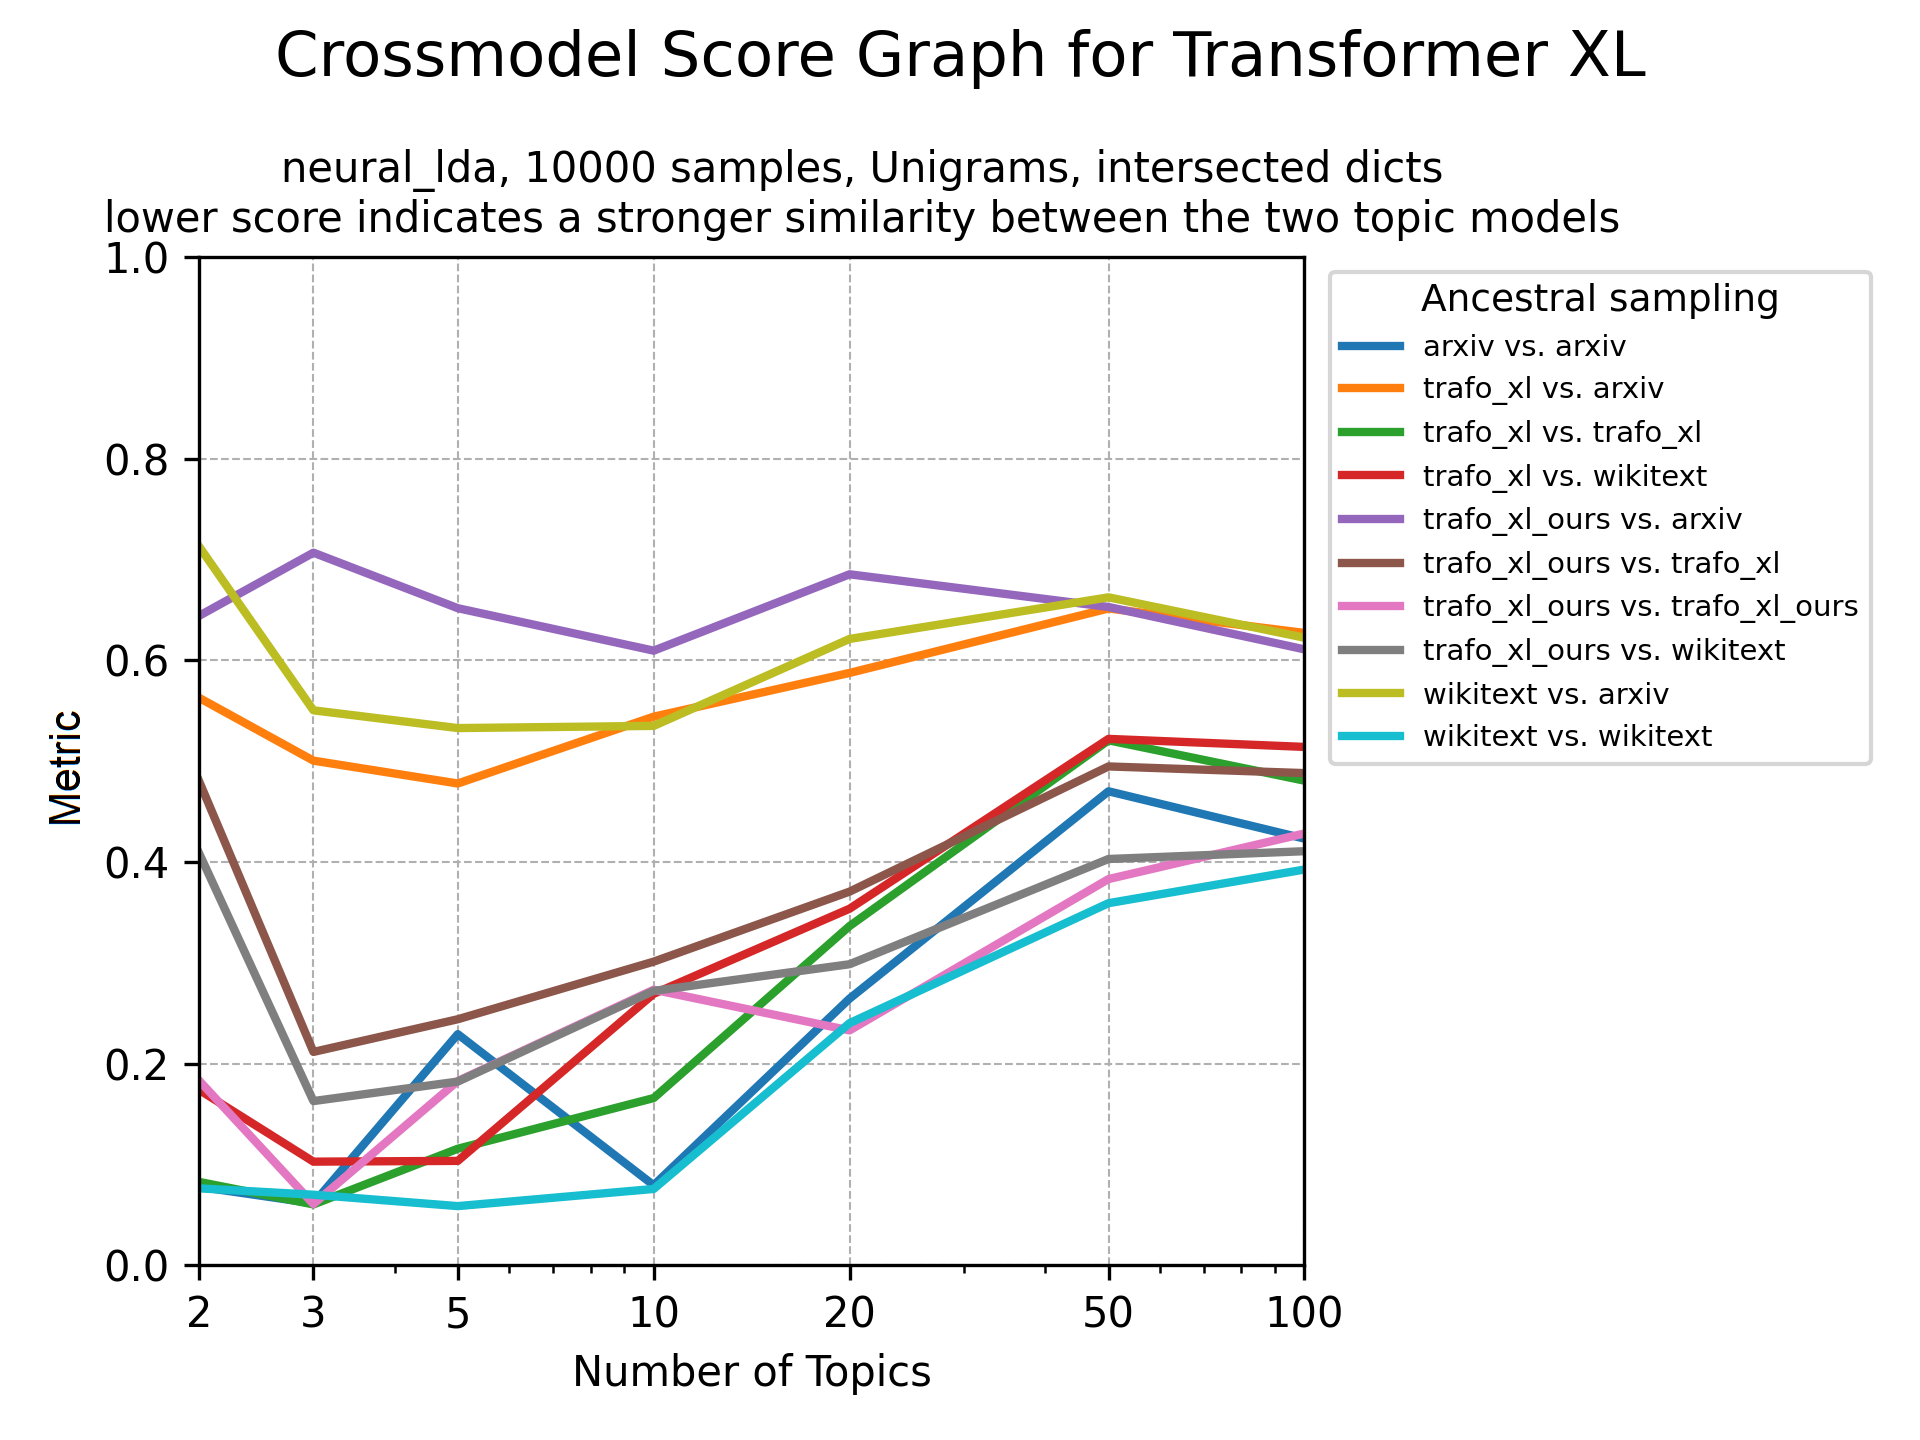 Crossmodel Score Graph for Transformer XL
neural_lda, 10000 samples, Unigrams, intersected dicts
lower score indicates a stronger similarity between the two topic models
1.0
0.8
0.6
0.4
0.2
0.0
Metric
2 3 5 10 20 50 100
Number of Topics
Ancestral sampling
arxiv vs. arxiv
trafo_xl vs. arxiv
trafo_xl vs. trafo_xl
trafo_xl vs. wikitext
trafo_xl_ours vs. arxiv
trafo_xl_ours vs. trafo_xl
trafo_xl_ours vs. trafo_xl_ours
trafo_xl_ours vs. wikitext
wikitext vs. arxiv
wikitext vs. wikitext